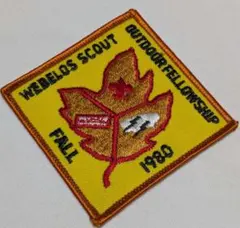 WEBELOS SCOUT
OUTDOOR FELLOWSHIP
FALL
1980